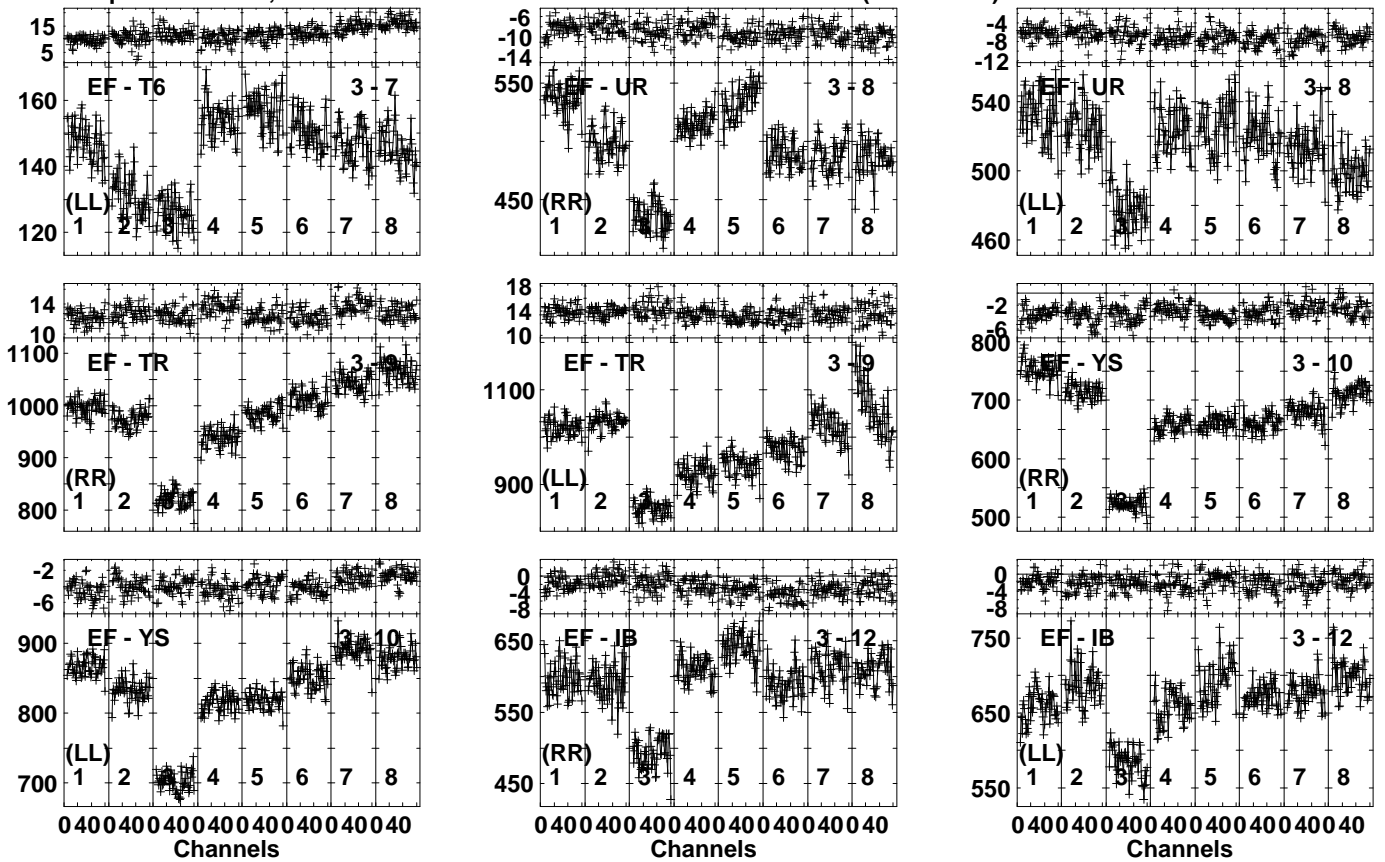 15 5
EF - T6 3 - 7
160 140 120
(LL)
1 2 3 4 5 6 7 8
-6 -10 -14
EF - UR 3 - 8
550 450
(RR)
1 2 3 4 5 6 7 8
-4 -8 -12
EF - UR 3 - 8
540 500 460
(LL)
1 2 3 4 5 6 7 8
14 10
EF - TR 3 - 9
1100 1000 900 800
(RR)
1 2 3 4 5 6 7 8
18 14 10
EF - TR 3 - 9
1100 900
(LL)
1 2 3 4 5 6 7 8
-2 -6
EF - YS 3 - 10
800 700 600 500
(RR)
1 2 3 4 5 6 7 8
-2 -6
EF - YS 3 - 10
900 800 700
(LL)
1 2 3 4 5 6 7 8
0 -4 -8
EF - IB 3 - 12
650 550 450
(RR)
1 2 3 4 5 6 7 8
0 -4 -8
EF - IB 3 - 12
750 650 550
(LL)
1 2 3 4 5 6 7 8
0 40 0 40 0 40 0 40 0 40 0 40 0 40 0 40
Channels
0 40 0 40 0 40 0 40 0 40 0 40 0 40 0 40
Channels
0 40 0 40 0 40 0 40 0 40 0 40 0 40 0 40
Channels